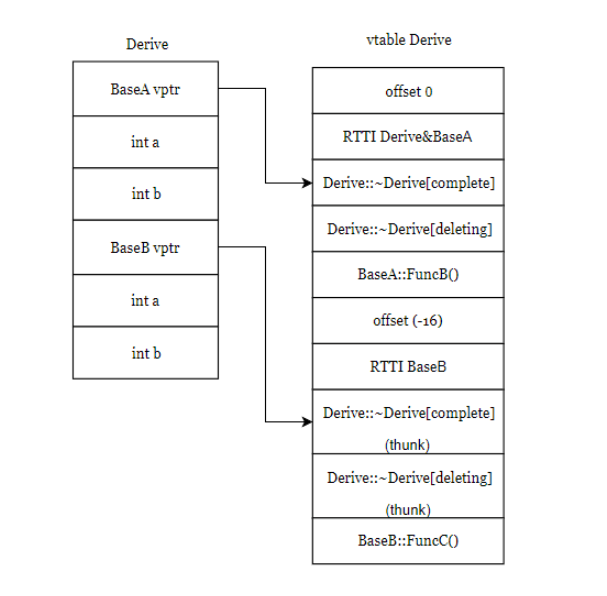 Derive
BaseA vptr
int a
int b
BaseB vptr
int a
int b
vtable Derive
offset 0
RTTI Derive&BaseA
Derive::~Derive[complete]
Derive::~Derive[deleting]
BaseA::FuncB()
offset (-16)
RTTI BaseB
Derive::~Derive[complete]
(thunk)
Derive::~Derive[deleting]
(thunk)
BaseB::FuncC()